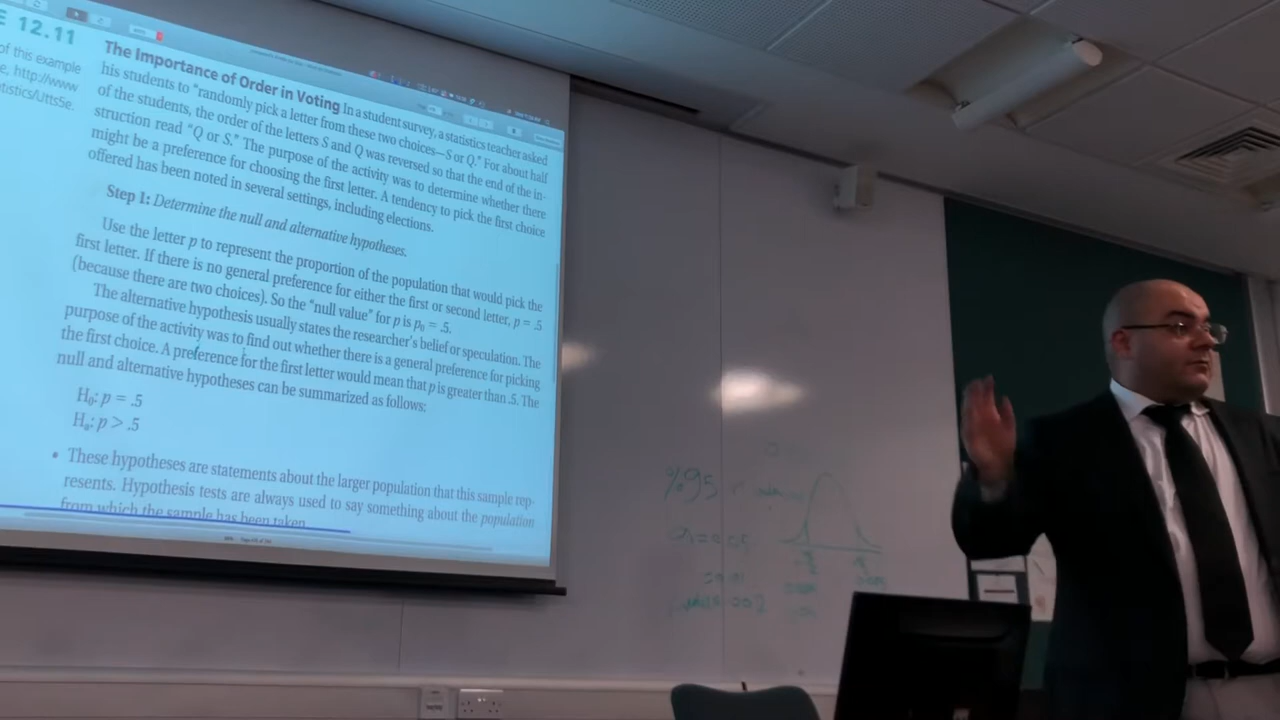 E 12.11
of this example
e, http://www
tistics/Utts5e.
The Importance of Order in Voting In a student survey, a statistics teacher asked
his students to "randomly pick a letter from these two choices—S or Q." For about half
of the students, the order of the letters S and Q was reversed so that the end of the in-
struction read "Q or S." The purpose of the activity was to determine whether there
might be a preference for choosing the first letter. A tendency to pick the first choice
offered has been noted in several settings, including elections.
Step 1: Determine the null and alternative hypotheses.
Use the letter p to represent the proportion of the population that would pick the
first letter. If there is no general preference for either the first or second letter, p = .5
(because there are two choices). So the "null value" for p is p₀ = .5.
The alternative hypothesis usually states the researcher's belief or speculation. The
purpose of the activity was to find out whether there is a general preference for picking
the first choice. A preference for the first letter would mean that p is greater than .5. The
null and alternative hypotheses can be summarized as follows:
H₀: p = .5
Hₐ: p > .5
• These hypotheses are statements about the larger population that this sample rep-
resents. Hypothesis tests are always used to say something about the population
from which the sample has been taken
%95